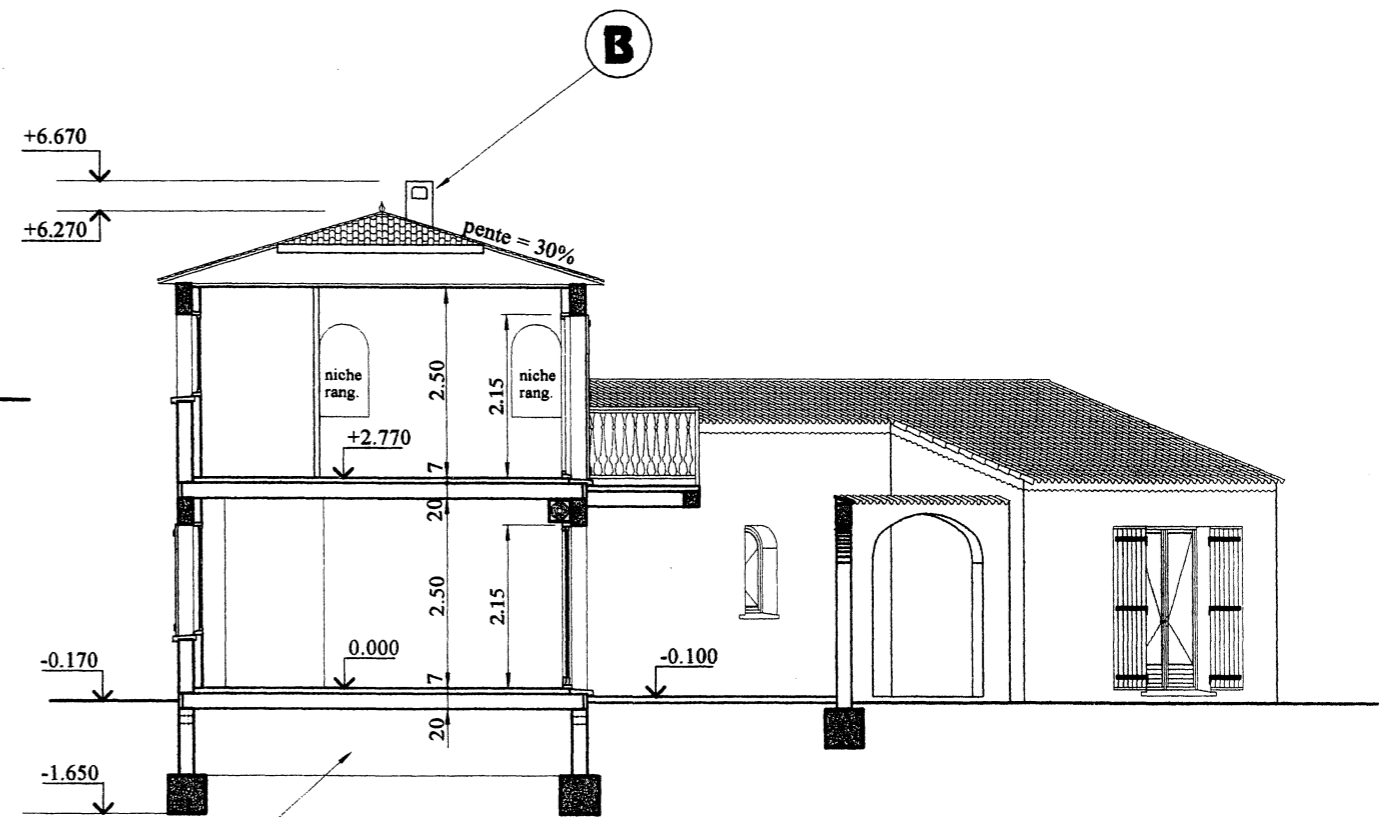 B
+6.670
+6.270
pente = 30%
niche
rang.
2.50
2.15
niche
rang.
+2.770
7
20
2.50
2.15
-0.170
0.000
7
-0.100
20
-1.650